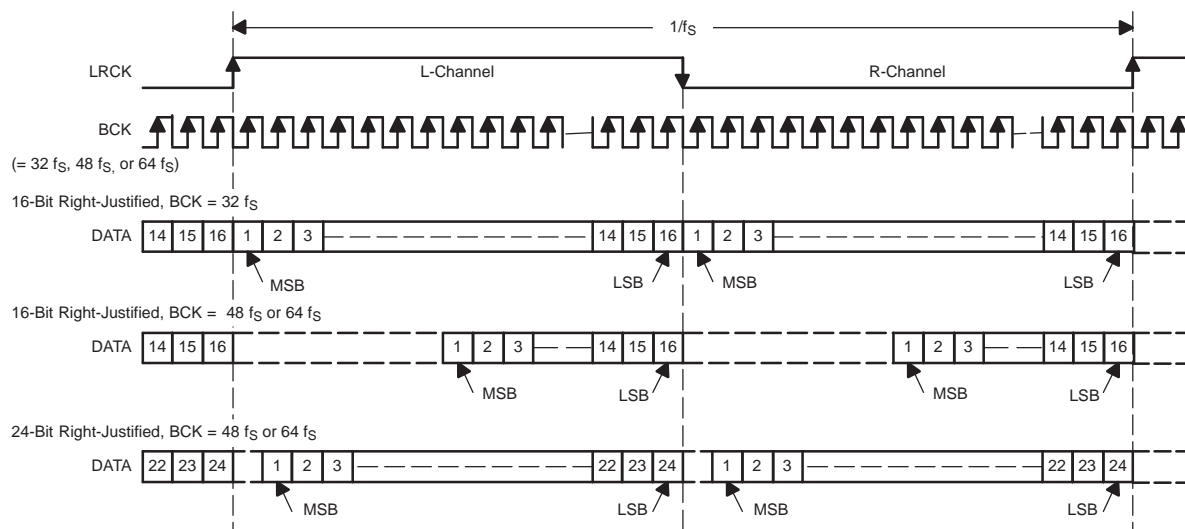 1/fS
LRCK L-Channel R-Channel
BCK
(= 32 fS, 48 fS, or 64 fS)
16-Bit Right-Justified, BCK = 32 fS
DATA 14 15 16 1 2 3 14 15 16 1 2 3 14 15 16
MSB LSB MSB LSB
16-Bit Right-Justified, BCK = 48 fS or 64 fS
DATA 14 15 16 1 2 3 14 15 16 1 2 3 14 15 16
MSB LSB MSB LSB
24-Bit Right-Justified, BCK = 48 fS or 64 fS
DATA 22 23 24 1 2 3 22 23 24 1 2 3 22 23 24
MSB LSB MSB LSB